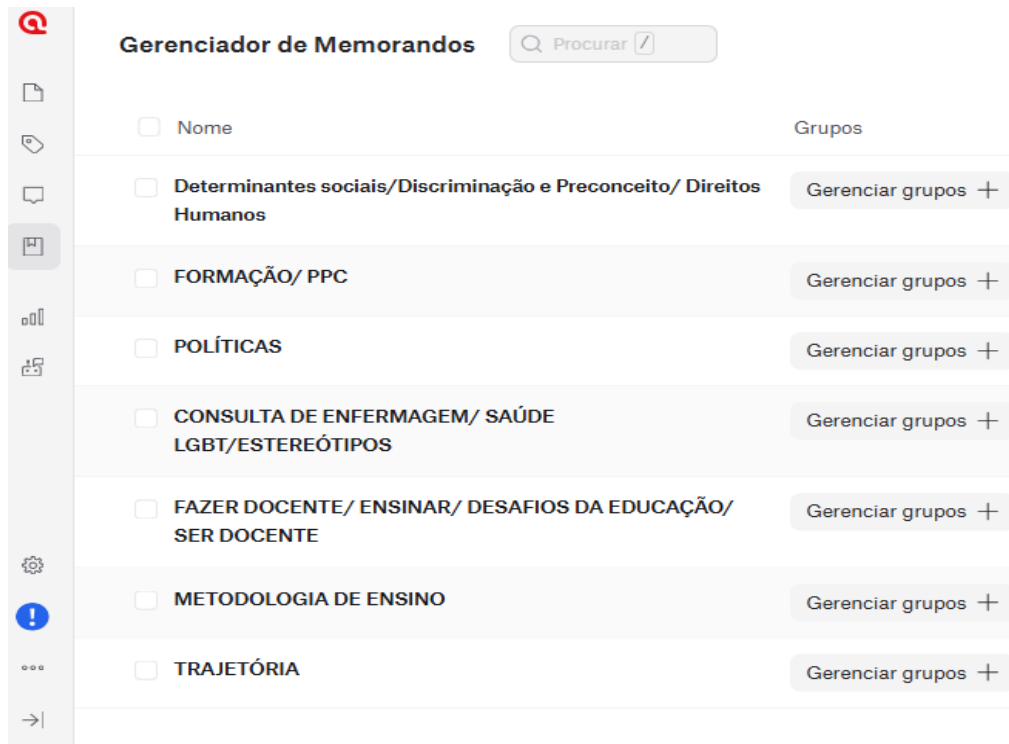 Gerenciador de Memorandos
Procurar /
Nome
Grupos
Determinantes sociais/Discriminação e Preconceito/ Direitos
Humanos
Gerenciar grupos +
FORMAÇÃO/ PPC
Gerenciar grupos +
POLÍTICAS
Gerenciar grupos +
CONSULTA DE ENFERMAGEM/ SAÚDE
LGBT/ESTEREÓTIPOS
Gerenciar grupos +
FAZER DOCENTE/ ENSINAR/ DESAFIOS DA EDUCAÇÃO/
SER DOCENTE
Gerenciar grupos +
METODOLOGIA DE ENSINO
Gerenciar grupos +
TRAJETÓRIA
Gerenciar grupos +